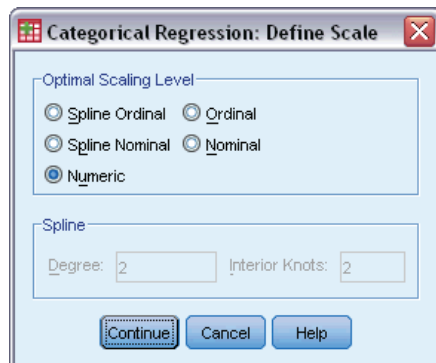 Categorical Regression: Define Scale
Optimal Scaling Level
Spline Ordinal Ordinal
Spline Nominal Nominal
Numeric
Spline
Degree: 2 Interior Knots: 2
Continue Cancel Help